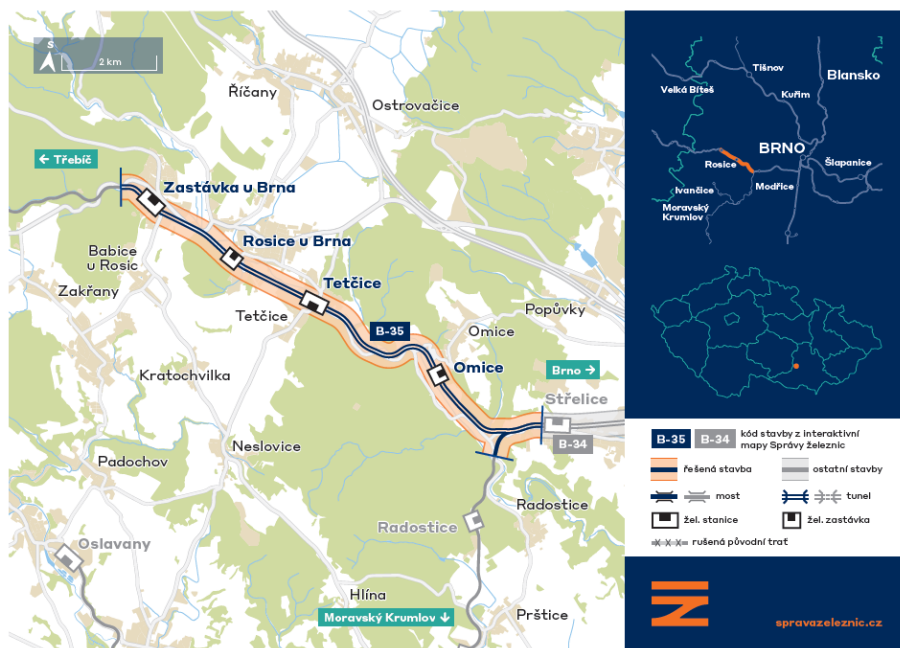 S
2 km
Říčany
Ostrovačice
← Třebíč
Zastávka u Brna
Rosice u Brna
Babice
u Rosic
Zakřany
Tetčice
Tetčice
B-35
Popůvky
Omice
Omice
Brno →
Kratochvilka
Střelice
B-34
Neslovice
Padochov
Radostice
Radostice
Oslavany
Hlína
Moravský Krumlov ↓
Prštice
Tišnov
Blansko
Velká Bíteš
Kuřim
BRNO
Rosice
Šlapanice
Ivančice
Modřice
Moravský
Krumlov
B-35 B-34 kód stavby z interaktivní
mapy Správy železnic
řešená stavba
ostatní stavby
most
tunel
žel. stanice
žel. zastávka
rušená původní trať
spravazeleznic.cz